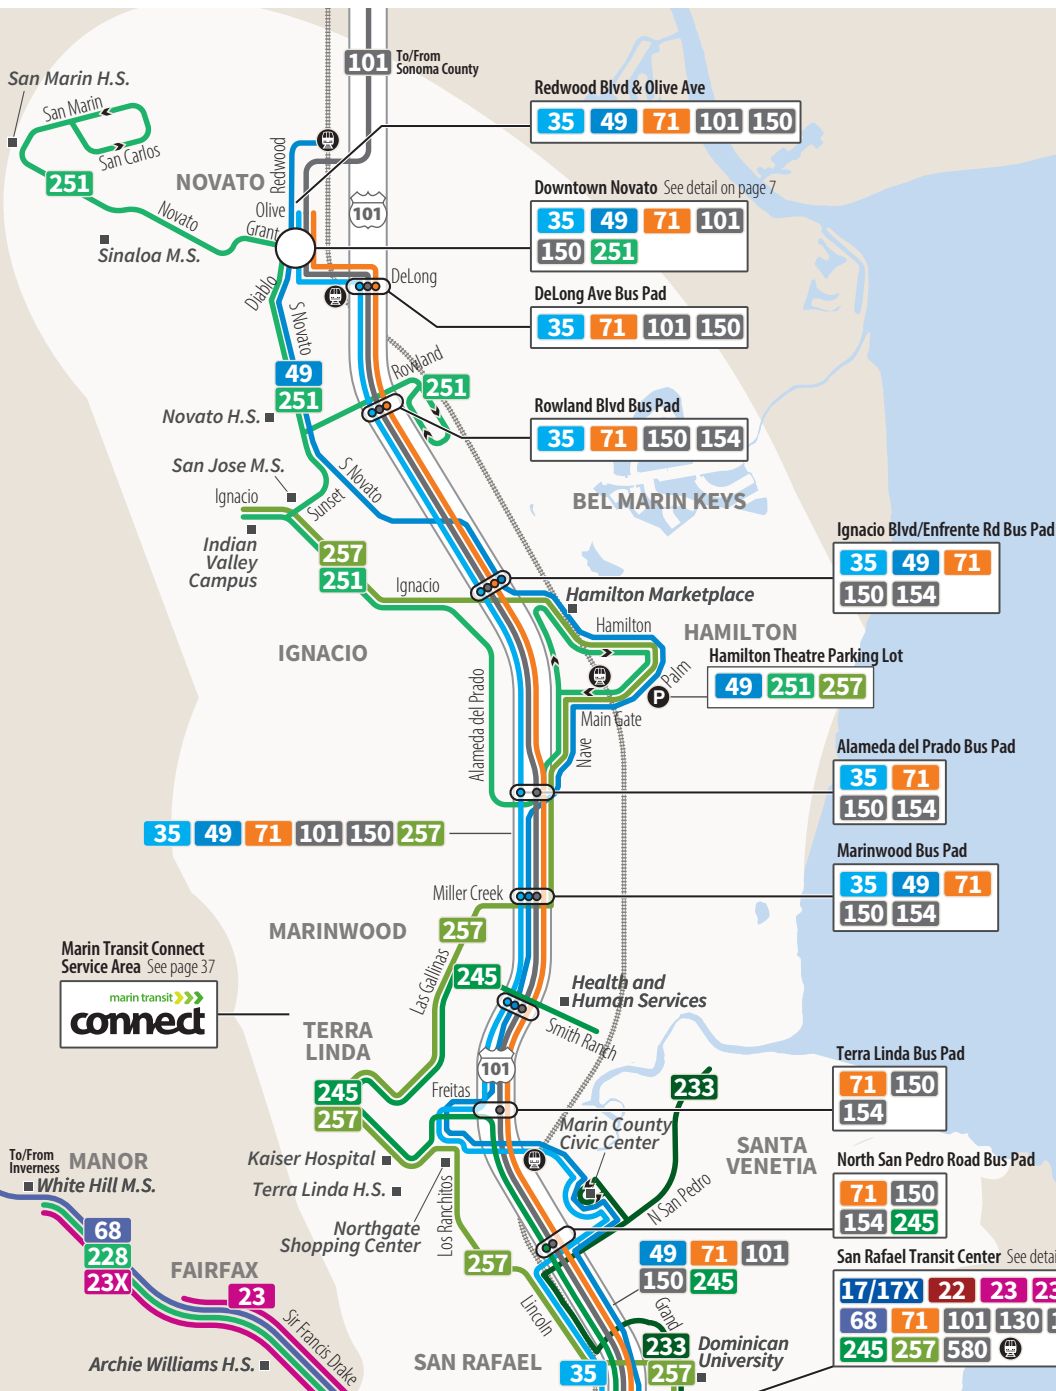 101
To/From
Sonoma County
San Marin H.S.
San Marin
San Carlos
251
NOVATO
Redwood
Novato
Olive
Grant
Sinaloa M.S.
101
Redwood Blvd & Olive Ave
35 49 71 101 150
Downtown Novato See detail on page 7
35 49 71 101
150 251
DeLong
DeLong Ave Bus Pad
35 71 101 150
Diablo
S Novato
49
251
Rowland
251
Novato H.S.
Rowland Blvd Bus Pad
35 71 150 154
San Jose M.S.
S Novato
Ignacio
Sunset
BEL MARIN KEYS
Indian
Valley
Campus
257
251
Ignacio
Ignacio Blvd/Enfrente Rd Bus Pad
35 49 71
150 154
Hamilton Marketplace
Hamilton
HAMILTON
IGNACIO
Hamilton Theatre Parking Lot
49 251 257
Palm
P
Main Gate
Alameda del Prado
Nave
Alameda del Prado Bus Pad
35 71
150 154
35 49 71 101 150 257
Marinwood Bus Pad
35 49 71
150 154
Miller Creek
MARINWOOD
257
Marin Transit Connect
Service Area See page 37
marin transit
connect
Las Gallinas
245
Health and
Human Services
Smith Ranch
TERRA
LINDA
101
245
257
Freitas
233
Terra Linda Bus Pad
71 150
154
Marin County
Civic Center
SANTA
VENETIA
To/From
Inverness
MANOR
White Hill M.S.
Kaiser Hospital
Terra Linda H.S.
North San Pedro Road Bus Pad
71 150
154 245
N San Pedro
Northgate
Shopping Center
Los Ranchitos
68
228
23X
FAIRFAX
23
257
49 71 101
150 245
San Rafael Transit Center See detai
17/17X 22 23 23
68 71 101 130 1
245 257 580
Lincoln
Grand
Sir Francis Drake
Archie Williams H.S.
SAN RAFAEL
233
Dominican
University
35
257